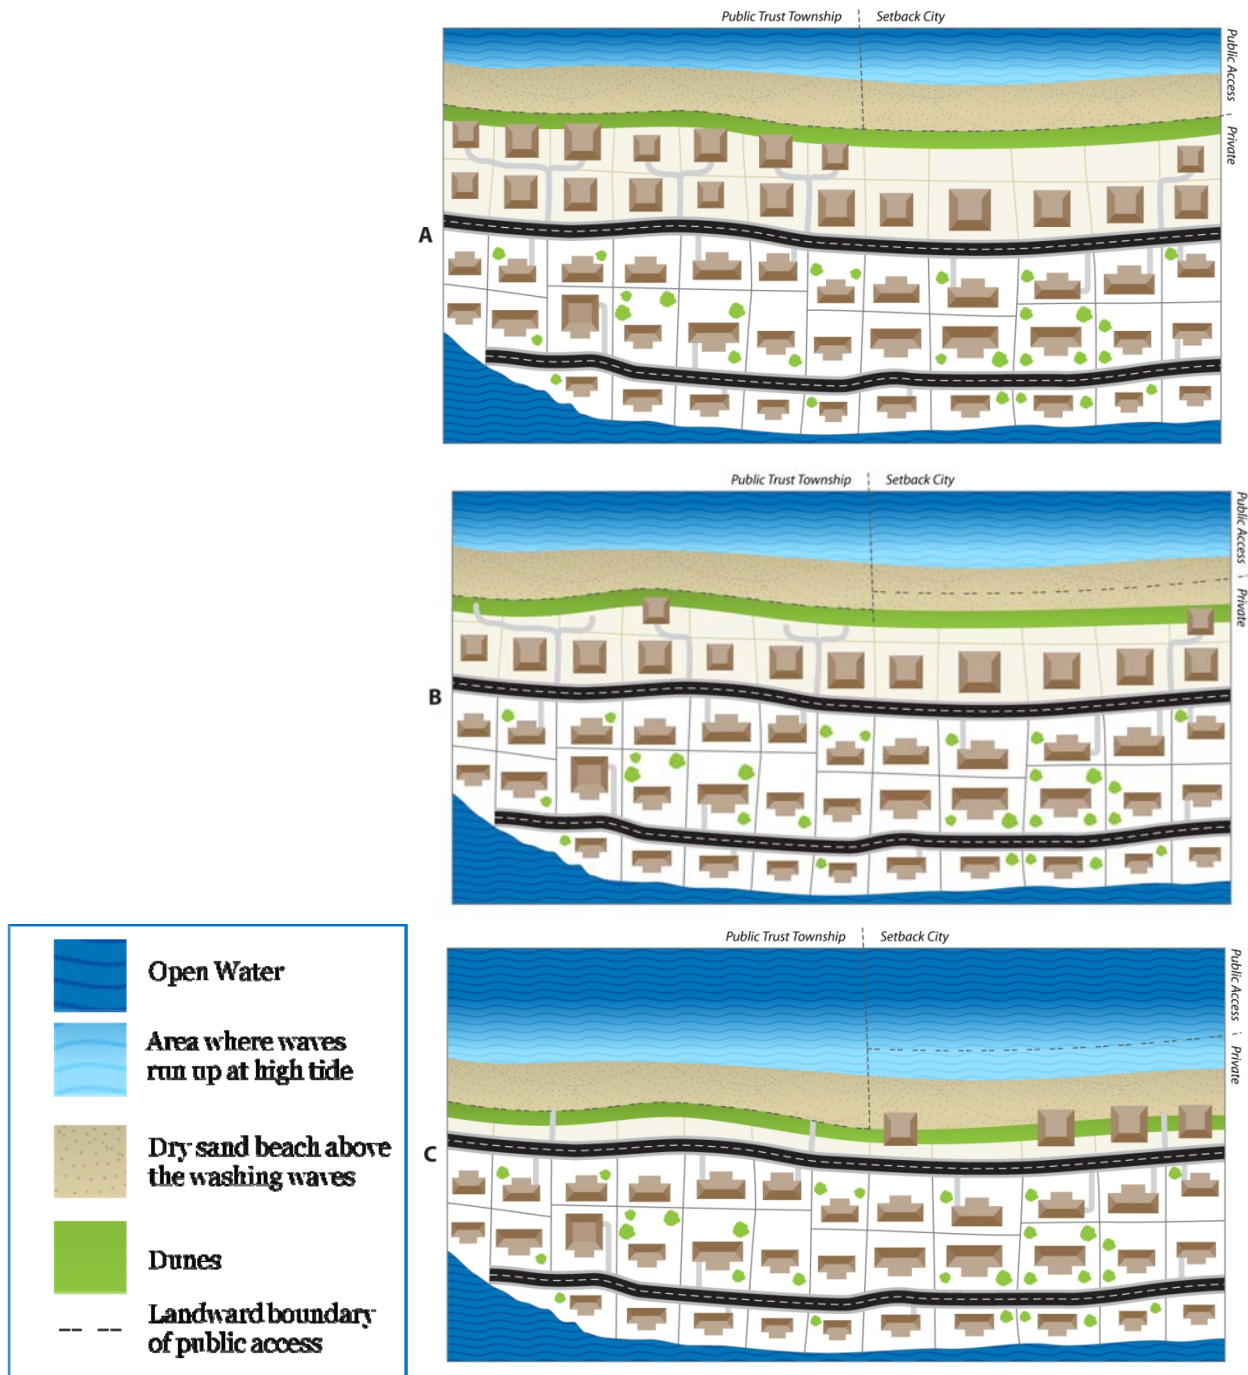 Public Trust Township
Setback City
Public Access
Private
A
Public Trust Township
Setback City
Public Access
Private
B
Public Trust Township
Setback City
Public Access
Private
C
Open Water
Area where waves
run up at high tide
Dry sand beach above
the washing waves
Dunes
Landward boundary
of public access